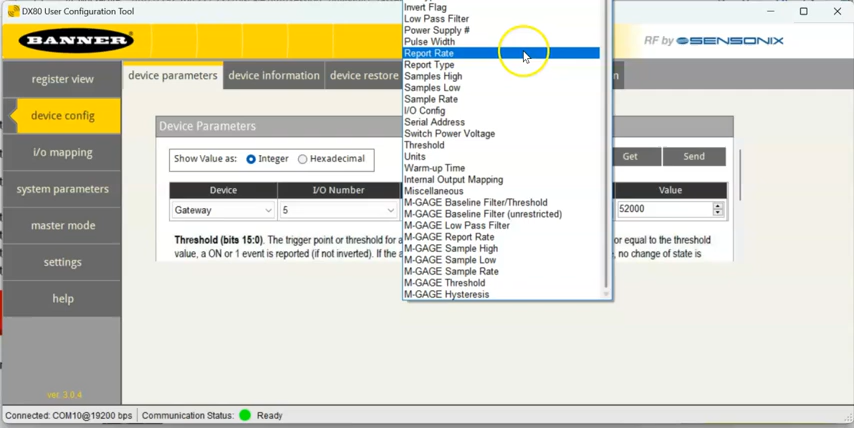 DX80 User Configuration Tool
BANNER
RF by SENSONIX
register view
device config
i/o mapping
system parameters
master mode
settings
help
ver. 3.0.4
device parameters
device information
device restore
Device Parameters
Show Value as:
Integer
Hexadecimal
Get
Send
Device
I/O Number
Value
Gateway
5
52000
Threshold (bits 15:0). The trigger point or threshold for a
or equal to the threshold
value, a ON or 1 event is reported (if not inverted). If the a
, no change of state is
Invert Flag
Low Pass Filter
Power Supply #
Pulse Width
Report Rate
Report Type
Samples High
Samples Low
Sample Rate
I/O Config
Serial Address
Switch Power Voltage
Threshold
Units
Warm-up Time
Internal Output Mapping
Miscellaneous
M-GAGE Baseline Filter/Threshold
M-GAGE Baseline Filter (unrestricted)
M-GAGE Low Pass Filter
M-GAGE Report Rate
M-GAGE Sample High
M-GAGE Sample Low
M-GAGE Sample Rate
M-GAGE Threshold
M-GAGE Hysteresis
Connected: COM10@19200 bps
Communication Status:
Ready